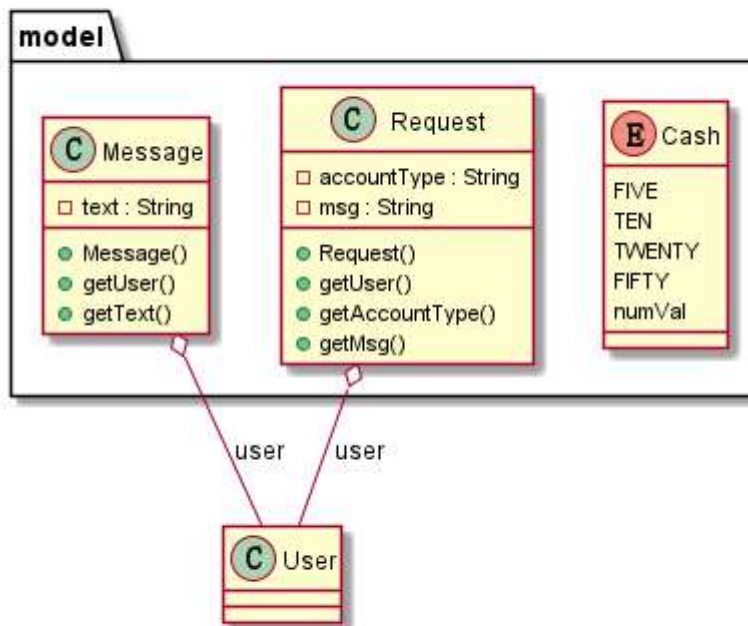 model
C Message
text : String
Message()
getUser()
getText()
C Request
accountType : String
msg : String
Request()
getUser()
getAccountType()
getMsg()
E Cash
FIVE
TEN
TWENTY
FIFTY
numVal
user
user
C User